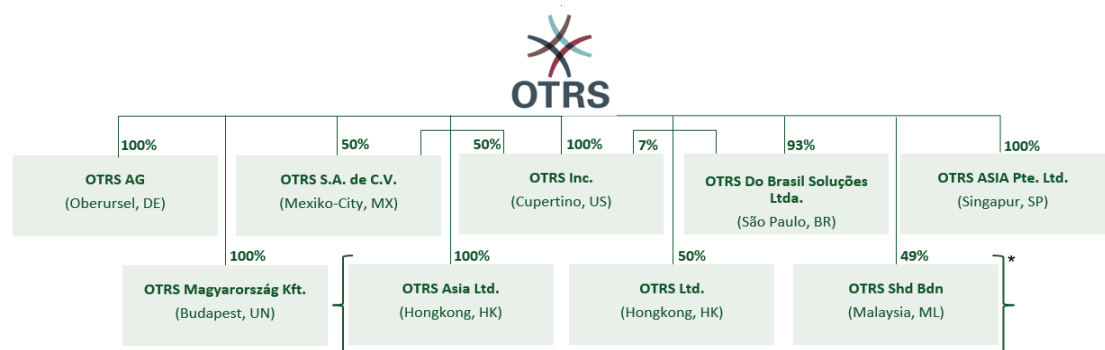 OTRS
100%
50%
50%
100%
7%
93%
100%
OTRS AG
(Oberursel, DE)
OTRS S.A. de C.V.
(Mexiko-City, MX)
OTRS Inc.
(Cupertino, US)
OTRS Do Brasil Soluções
Ltda.
(São Paulo, BR)
OTRS ASIA Pte. Ltd.
(Singapur, SP)
100%
100%
50%
49%
*
OTRS Magyarország Kft.
(Budapest, UN)
OTRS Asia Ltd.
(Hongkong, HK)
OTRS Ltd.
(Hongkong, HK)
OTRS Shd Bdn
(Malaysia, ML)